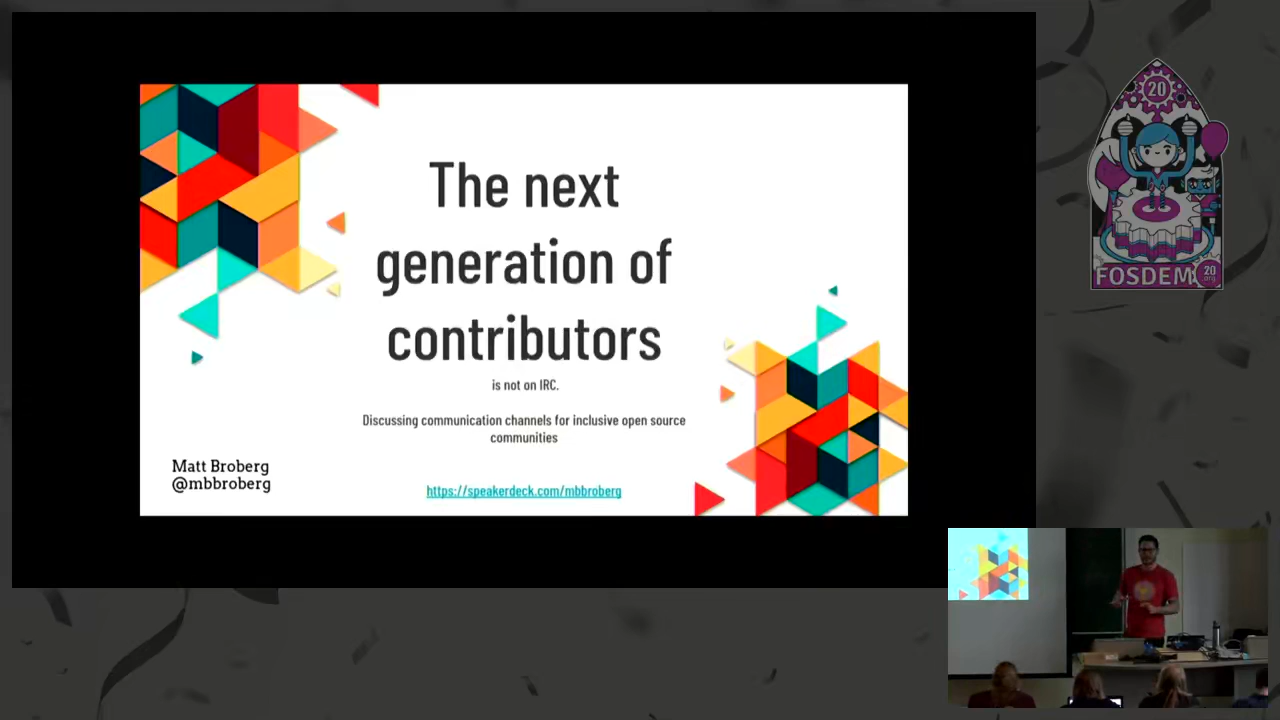 The next
generation of
contributors
is not on IRC.
Discussing communication channels for inclusive open source
communities
Matt Broberg
@mbbroberg
https://speakerdeck.com/mbbroberg
20
FOSDEM
20
.org